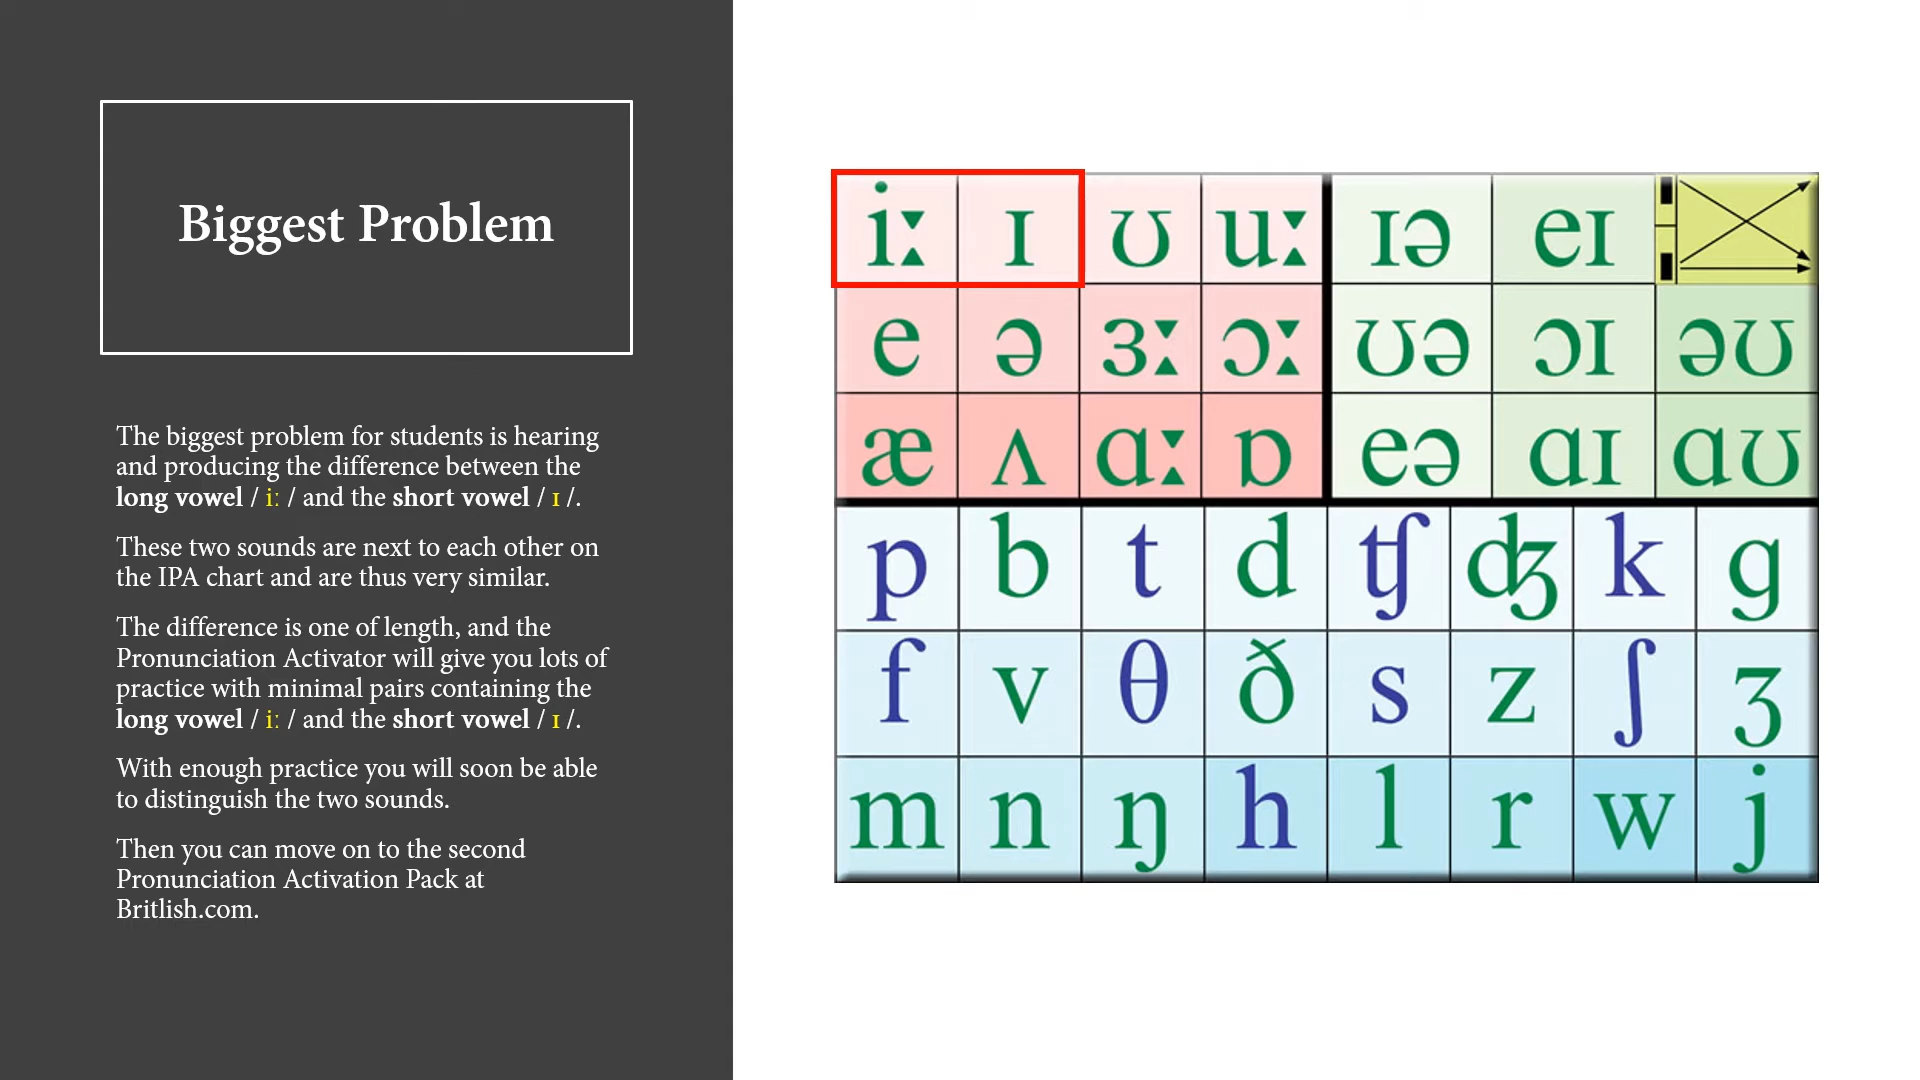 Biggest Problem
The biggest problem for students is hearing
and producing the difference between the
long vowel / iː / and the short vowel / ɪ /.
These two sounds are next to each other on
the IPA chart and are thus very similar.
The difference is one of length, and the
Pronunciation Activator will give you lots of
practice with minimal pairs containing the
long vowel / iː / and the short vowel / ɪ /.
With enough practice you will soon be able
to distinguish the two sounds.
Then you can move on to the second
Pronunciation Activation Pack at
Britlish.com.
iː ɪ ʊ uː ɪə eɪ
e ə ɜː ɔː ʊə ɔɪ əʊ
æ ʌ ɑː ɒ eə ɑɪ ɑʊ
p b t d ʧ ʤ k g
f v θ ð s z ʃ ʒ
m n ŋ h l r w j